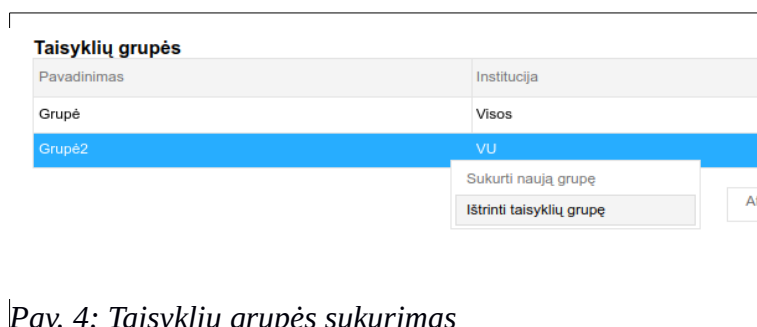 Taisyklių grupės
Pavadinimas Institucija
Grupė Visos
Grupė2 VU
Sukurti naują grupę
Ištrinti taisyklių grupę
Pav. 4: Taisyklių grupės sukurimas